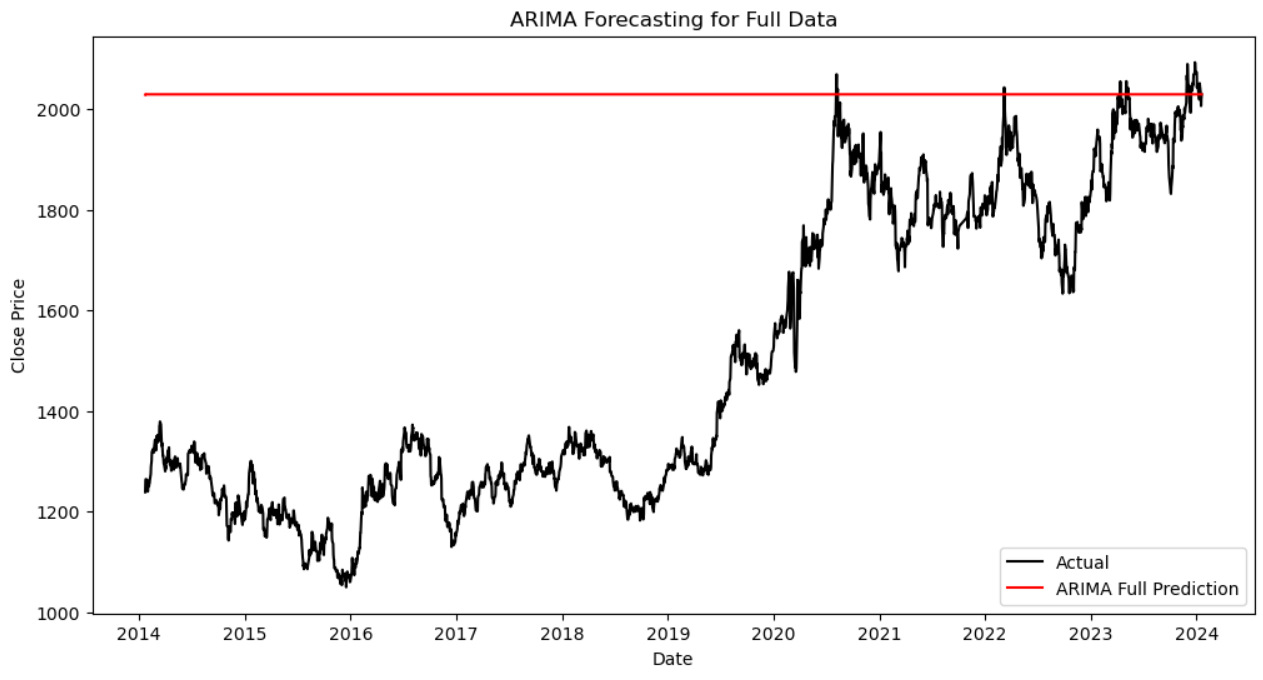 ARIMA Forecasting for Full Data
2000
1800
1600
1400
1200
1000
Close Price
Actual
ARIMA Full Prediction
2014 2015 2016 2017 2018 2019 2020 2021 2022 2023 2024
Date